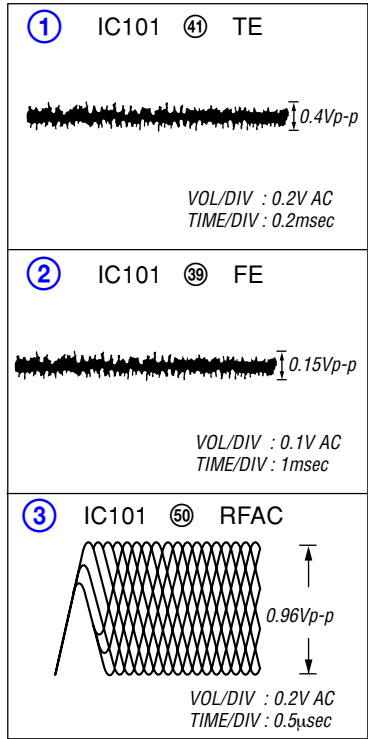 ① IC101 ㊶ TE
0.4Vp-p
VOL/DIV : 0.2V AC
TIME/DIV : 0.2msec
② IC101 ㊴ FE
0.15Vp-p
VOL/DIV : 0.1V AC
TIME/DIV : 1msec
③ IC101 ㊿ RFAC
0.96Vp-p
VOL/DIV : 0.2V AC
TIME/DIV : 0.5µsec